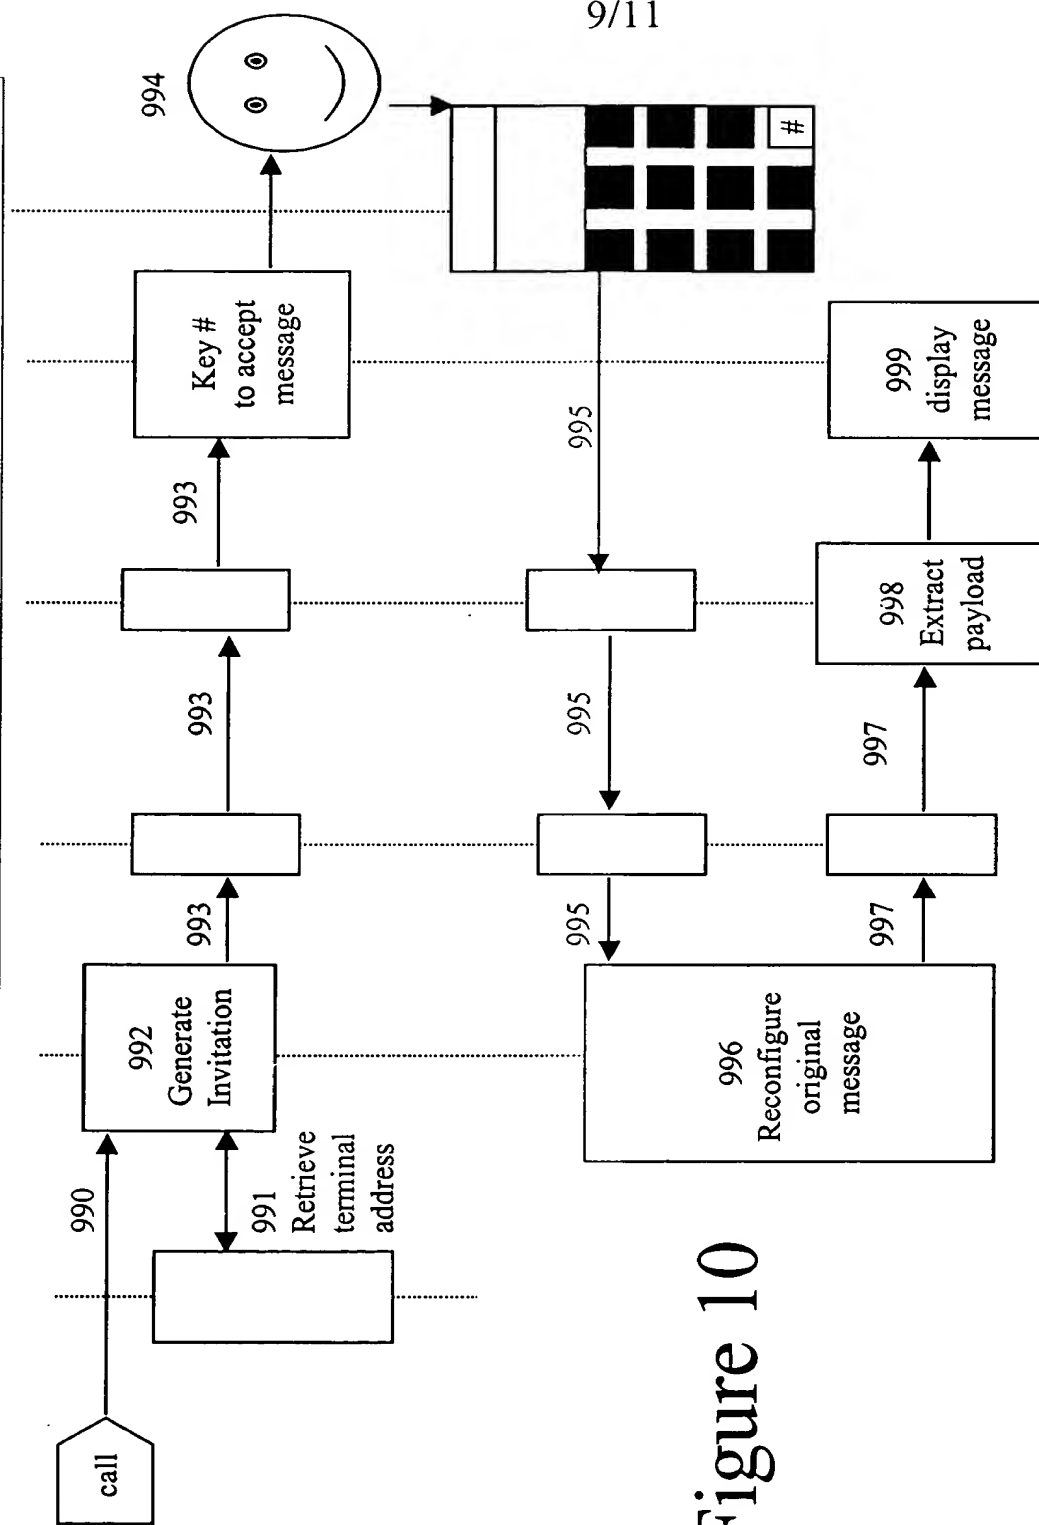 9/11
call
990
991
Retrieve
terminal
address
992
Generate
Invitation
993
993
993
Key #
to accept
message
994
#
995
995
995
996
Reconfigure
original
message
997
997
998
Extract
payload
999
display
message
Figure 10